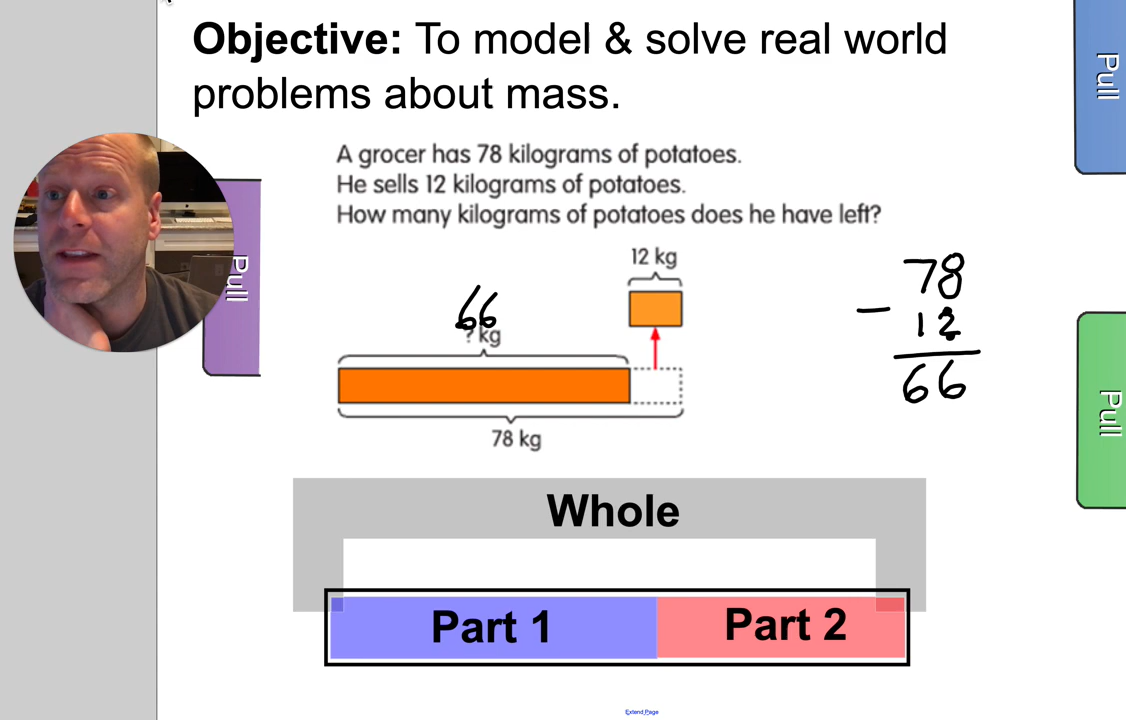 Objective: To model & solve real world
problems about mass.
A grocer has 78 kilograms of potatoes.
He sells 12 kilograms of potatoes.
How many kilograms of potatoes does he have left?
12 kg
66
? kg
78 kg
78
- 12
66
Whole
Part 1
Part 2
Pull
Pull
Pull
Extend Page